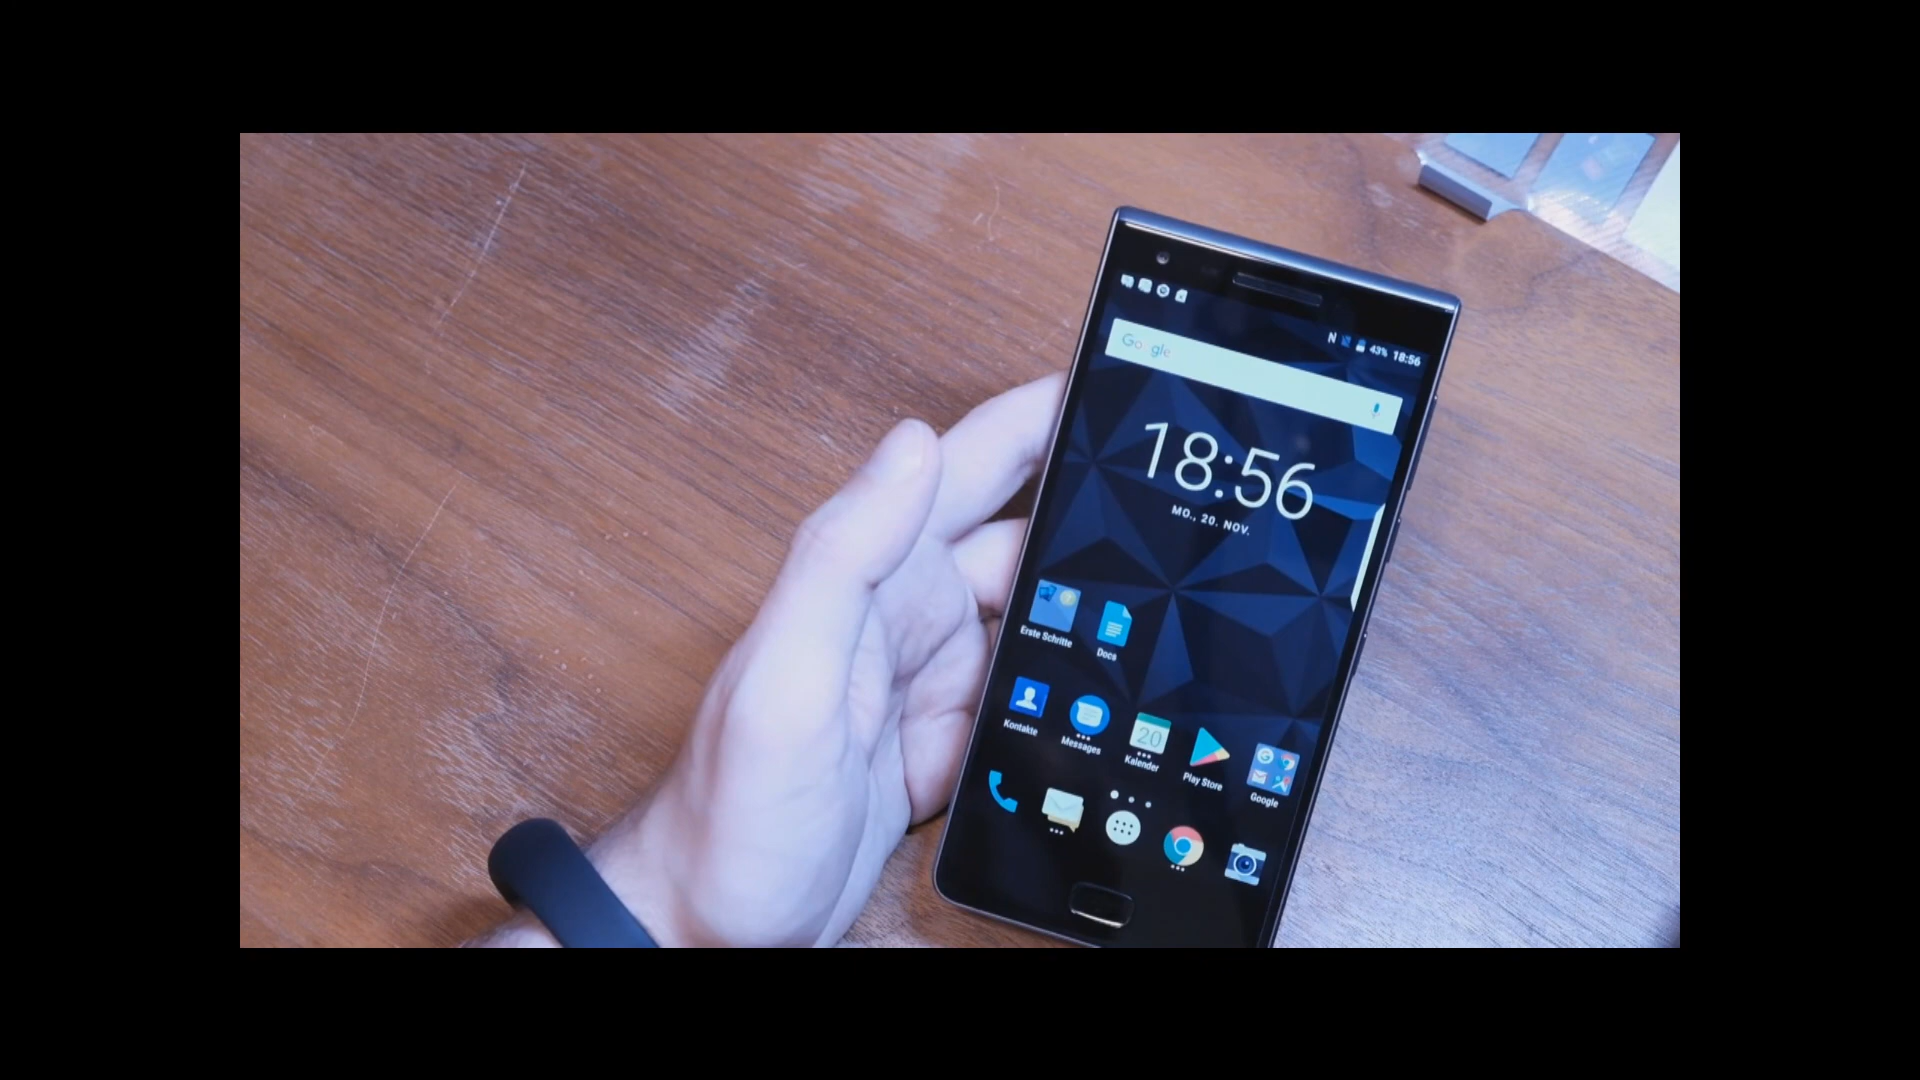 N 43% 18:56
Google
18:56
MO., 20. NOV.
Erste Schritte
Docs
Kontakte
Messages
20
Kalender
Play Store
Google